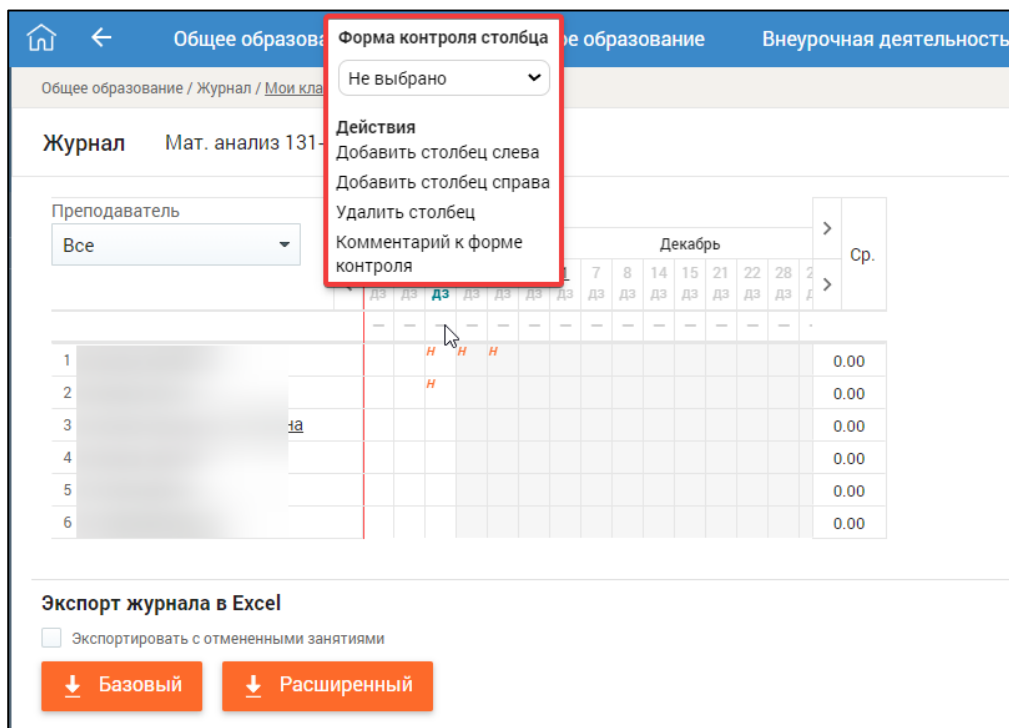 Общее образова
ое образование
Внеурочная деятельность
Форма контроля столбца
Не выбрано
Действия
Добавить столбец слева
Добавить столбец справа
Удалить столбец
Комментарий к форме
контроля
Общее образование / Журнал / Мои кла
Журнал Мат. анализ 131-
Преподаватель
Все
Декабрь
Ср.
1 7 8 14 15 21 22 28 2
дз дз дз дз дз дз дз дз дз дз дз дз дз дз
1 Н Н Н 0.00
2 Н 0.00
3 на 0.00
4 0.00
5 0.00
6 0.00
Экспорт журнала в Excel
Экспортировать с отмененными занятиями
Базовый
Расширенный